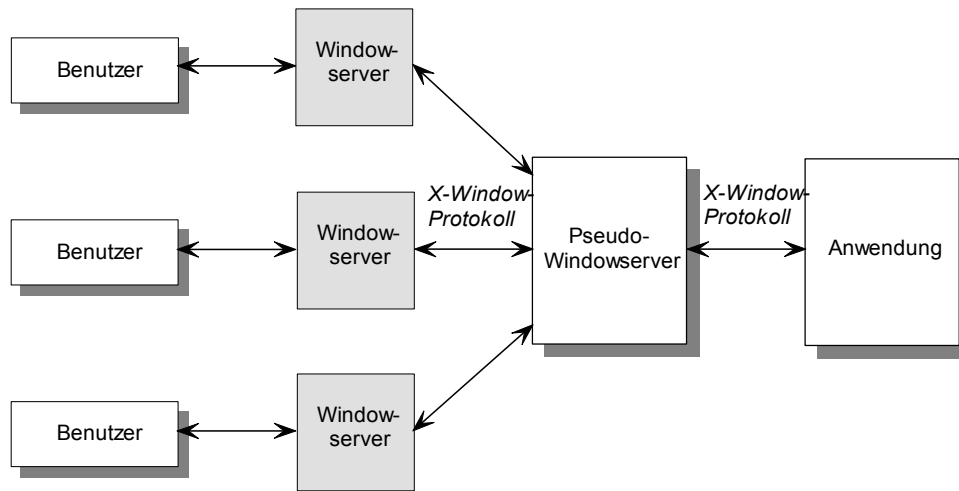 Benutzer
Window-
server
Benutzer
Window-
server
X-Window-
Protokoll
Pseudo-
Windowserver
X-Window-
Protokoll
Anwendung
Benutzer
Window-
server